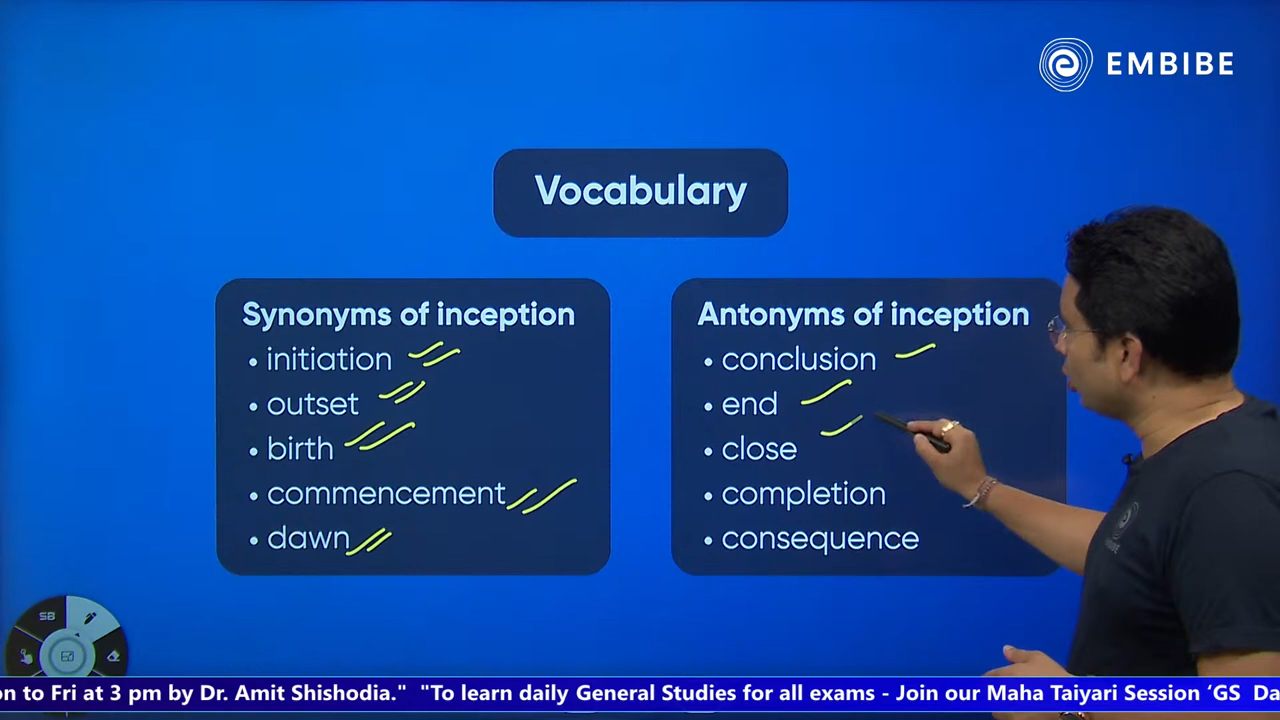 EMBIBE
Vocabulary
Synonyms of inception
• initiation
• outset
• birth
• commencement
• dawn
Antonyms of inception
• conclusion
• end
• close
• completion
• consequence
EMBIBE
SB
on to Fri at 3 pm by Dr. Amit Shishodia." "To learn daily General Studies for all exams - Join our Maha Taiyari Session ‘GS Da